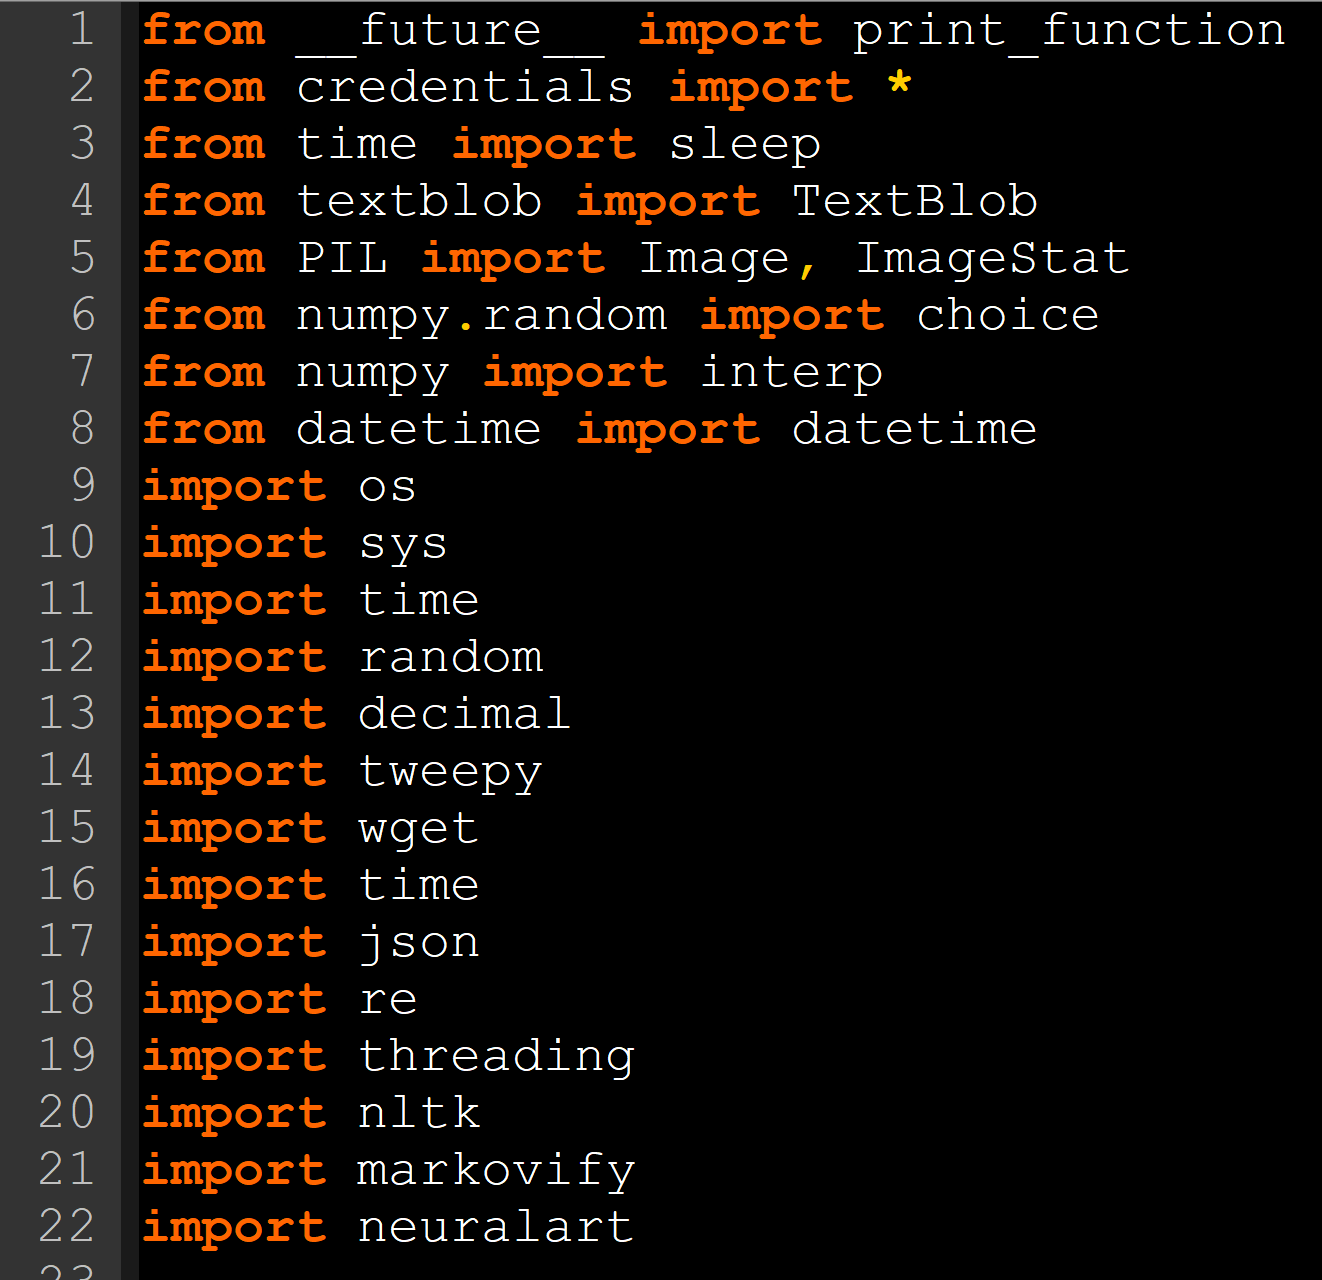 1 from __future__ import print_function
2 from credentials import *
3 from time import sleep
4 from textblob import TextBlob
5 from PIL import Image, ImageStat
6 from numpy.random import choice
7 from numpy import interp
8 from datetime import datetime
9 import os
10 import sys
11 import time
12 import random
13 import decimal
14 import tweepy
15 import wget
16 import time
17 import json
18 import re
19 import threading
20 import nltk
21 import markovify
22 import neuralart
23